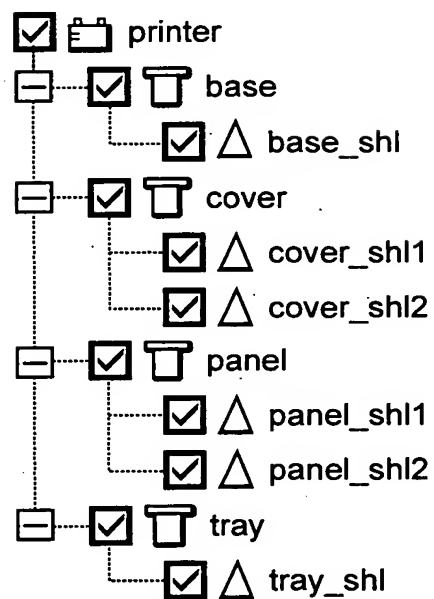 printer
base
base_shl
cover
cover_shl1
cover_shl2
panel
panel_shl1
panel_shl2
tray
tray_shl